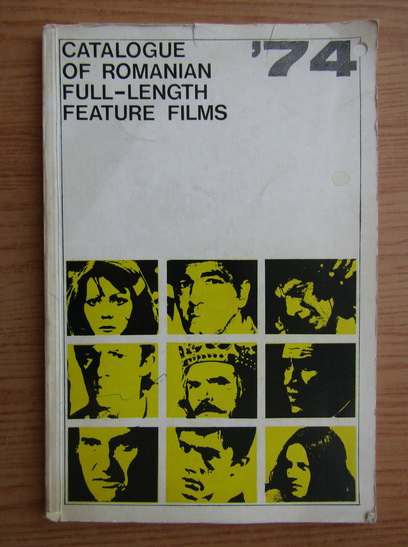 CATALOGUE '74
OF ROMANIAN
FULL-LENGTH
FEATURE FILMS